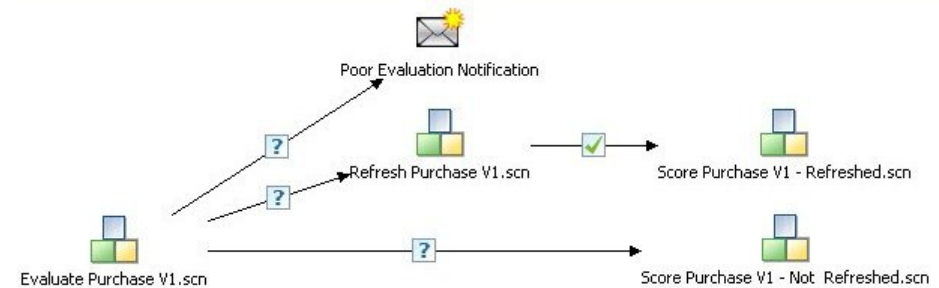 Poor Evaluation Notification
?
Refresh Purchase V1.scn
Score Purchase V1 - Refreshed.scn
?
Evaluate Purchase V1.scn
?
Score Purchase V1 - Not Refreshed.scn